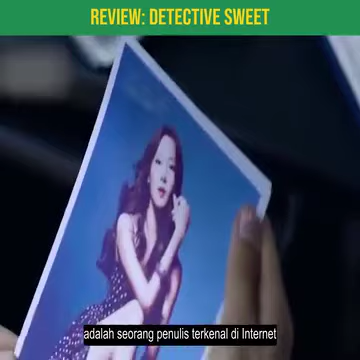 REVIEW: DETECTIVE SWEET
adalah seorang penulis terkenal di Internet